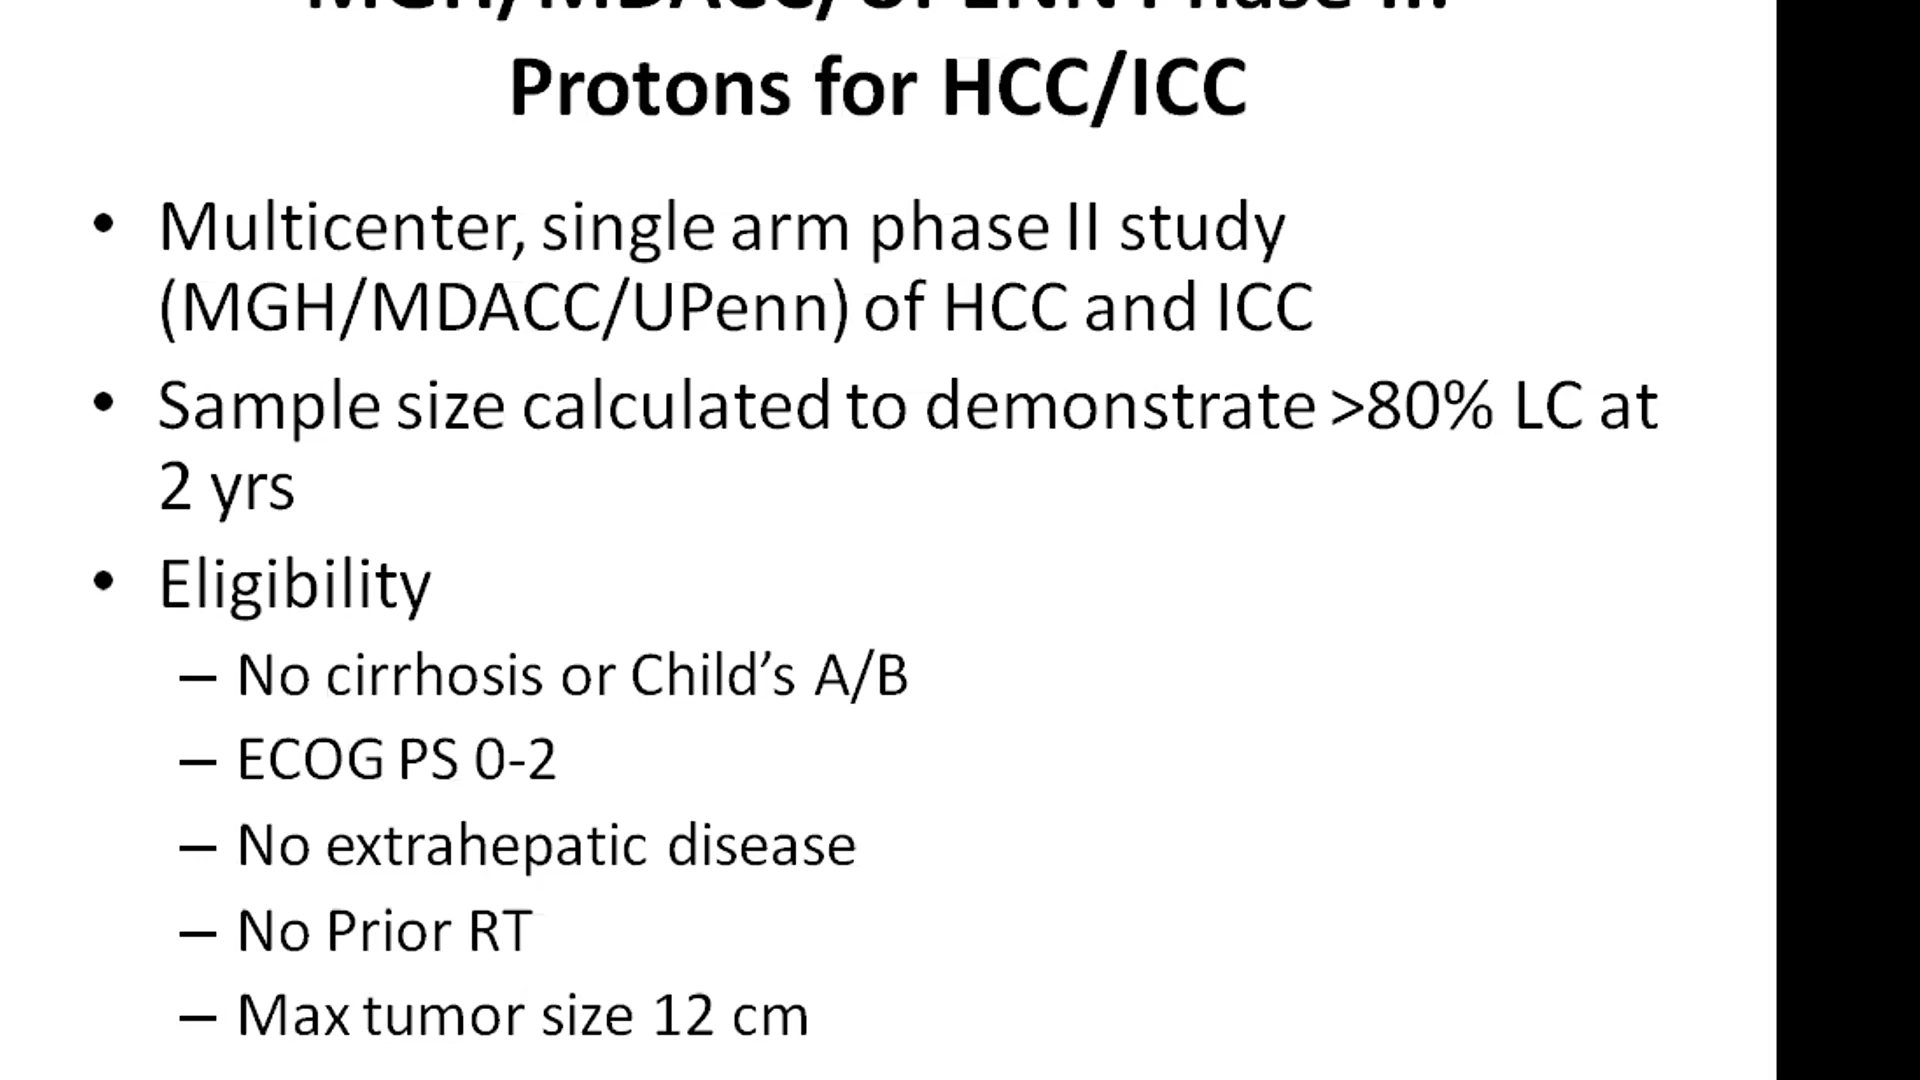 MGH/MDACC/UPENN Phase II:
Protons for HCC/ICC
• Multicenter, single arm phase II study
(MGH/MDACC/UPenn) of HCC and ICC
• Sample size calculated to demonstrate >80% LC at
2 yrs
• Eligibility
– No cirrhosis or Child’s A/B
– ECOG PS 0-2
– No extrahepatic disease
– No Prior RT
– Max tumor size 12 cm